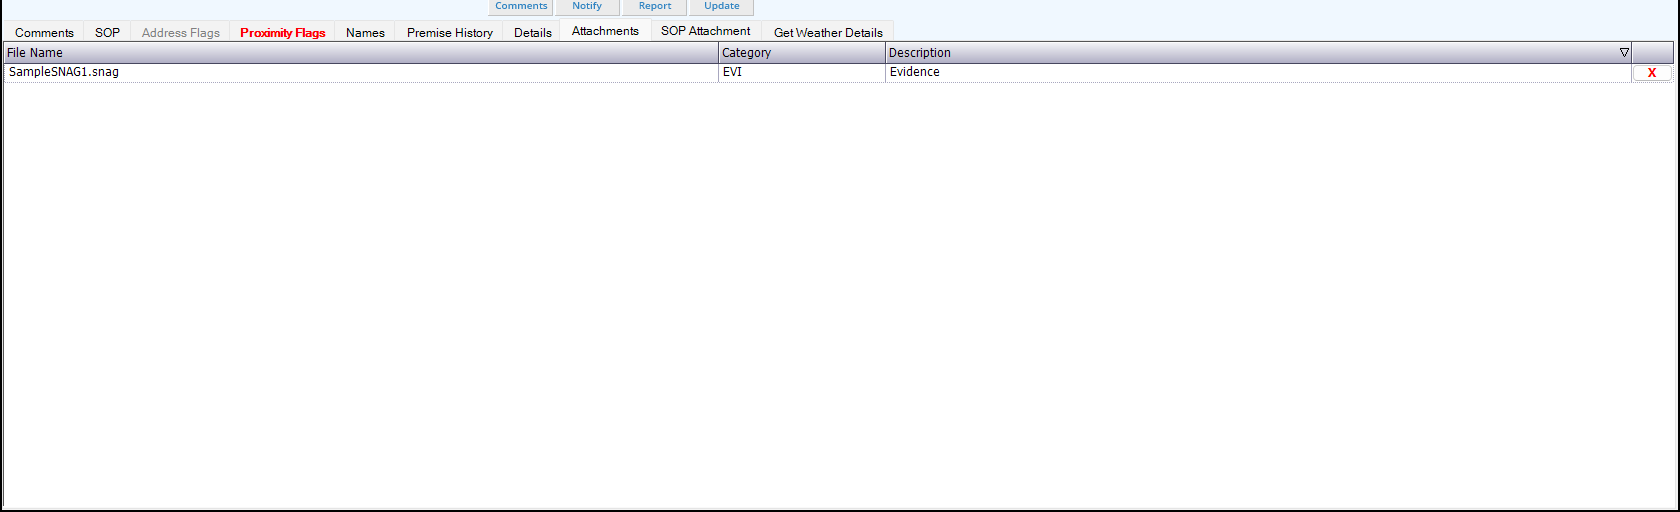 Comments Notify Report Update
Comments SOP Address Flags Proximity Flags Names Premise History Details Attachments SOP Attachment Get Weather Details
File Name Category Description
SampleSNAG1.snag EVI Evidence X